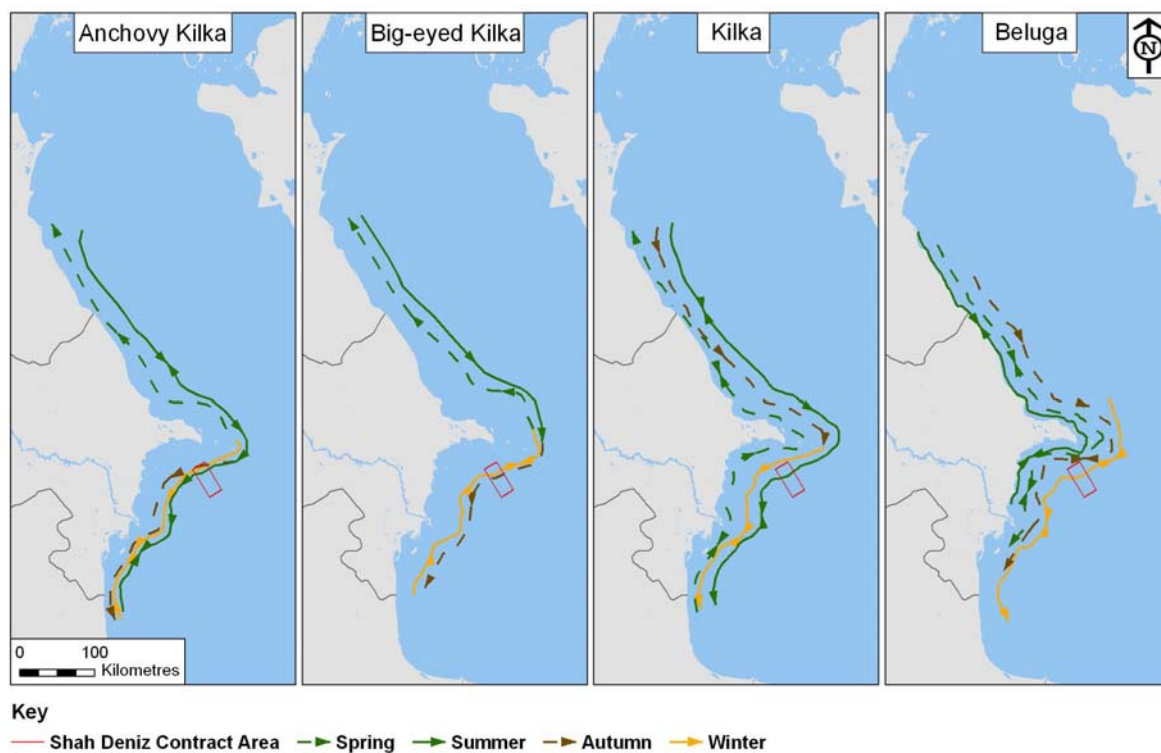 Anchovy Kilka
Big-eyed Kilka
Kilka
Beluga
N
0 100
Kilometres
Key
Shah Deniz Contract Area Spring Summer Autumn Winter